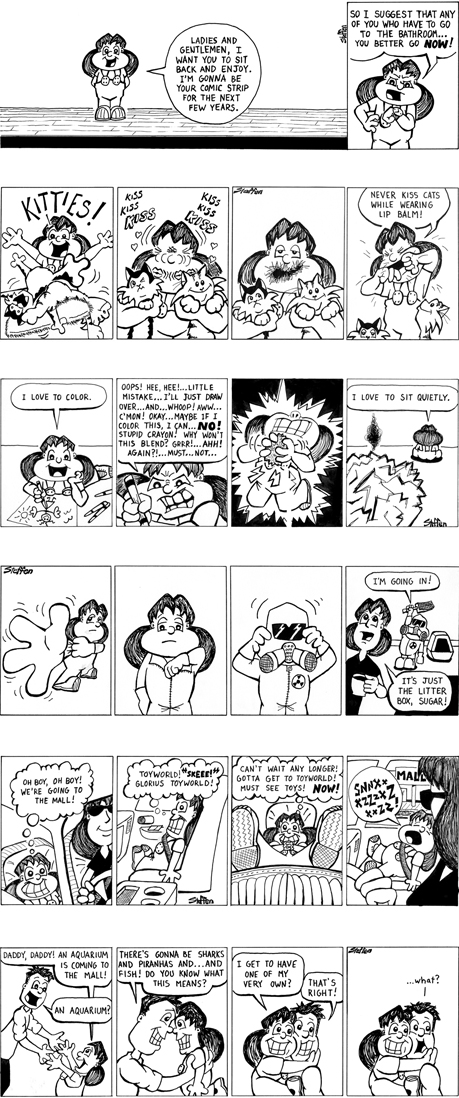 LADIES AND
GENTLEMEN, I
WANT YOU TO SIT
BACK AND ENJOY.
I'M GONNA BE
YOUR COMIC STRIP
FOR THE NEXT
FEW YEARS.
Steffen
SO I SUGGEST THAT ANY
OF YOU WHO HAVE TO GO
TO THE BATHROOM...
YOU BETTER GO NOW!
KITTIES!
KISS
KISS
KISS
KISS
KISS
KISS
Steffen
NEVER KISS CATS
WHILE WEARING
LIP BALM!
I LOVE TO COLOR.
OOPS! HEE, HEE!...LITTLE
MISTAKE...I'LL JUST DRAW
OVER...AND...WHOOP! AWW...
C'MON! OKAY...MAYBE IF I
COLOR THIS, I CAN...NO!
STUPID CRAYON! WHY WON'T
THIS BLEND? GRRR!...AHH!
AGAIN?!...MUST...NOT...
I LOVE TO SIT QUIETLY.
Steffen
Steffen
I'M GOING IN!
IT'S JUST
THE LITTER
BOX, SUGAR!
OH BOY, OH BOY!
WE'RE GOING TO
THE MALL!
TOYWORLD! *SKEEE!*
GLORIUS TOYWORLD!
Steffen
CAN'T WAIT ANY LONGER!
GOTTA GET TO TOYWORLD!
MUST SEE TOYS! NOW!
MALL
Steffen
DADDY, DADDY! AN AQUARIUM
IS COMING TO
THE MALL!
AN AQUARIUM?
THERE'S GONNA BE SHARKS
AND PIRANHAS AND...AND
FISH! DO YOU KNOW WHAT
THIS MEANS?
I GET TO HAVE
ONE OF MY
VERY OWN?
THAT'S
RIGHT!
Steffen
...what?